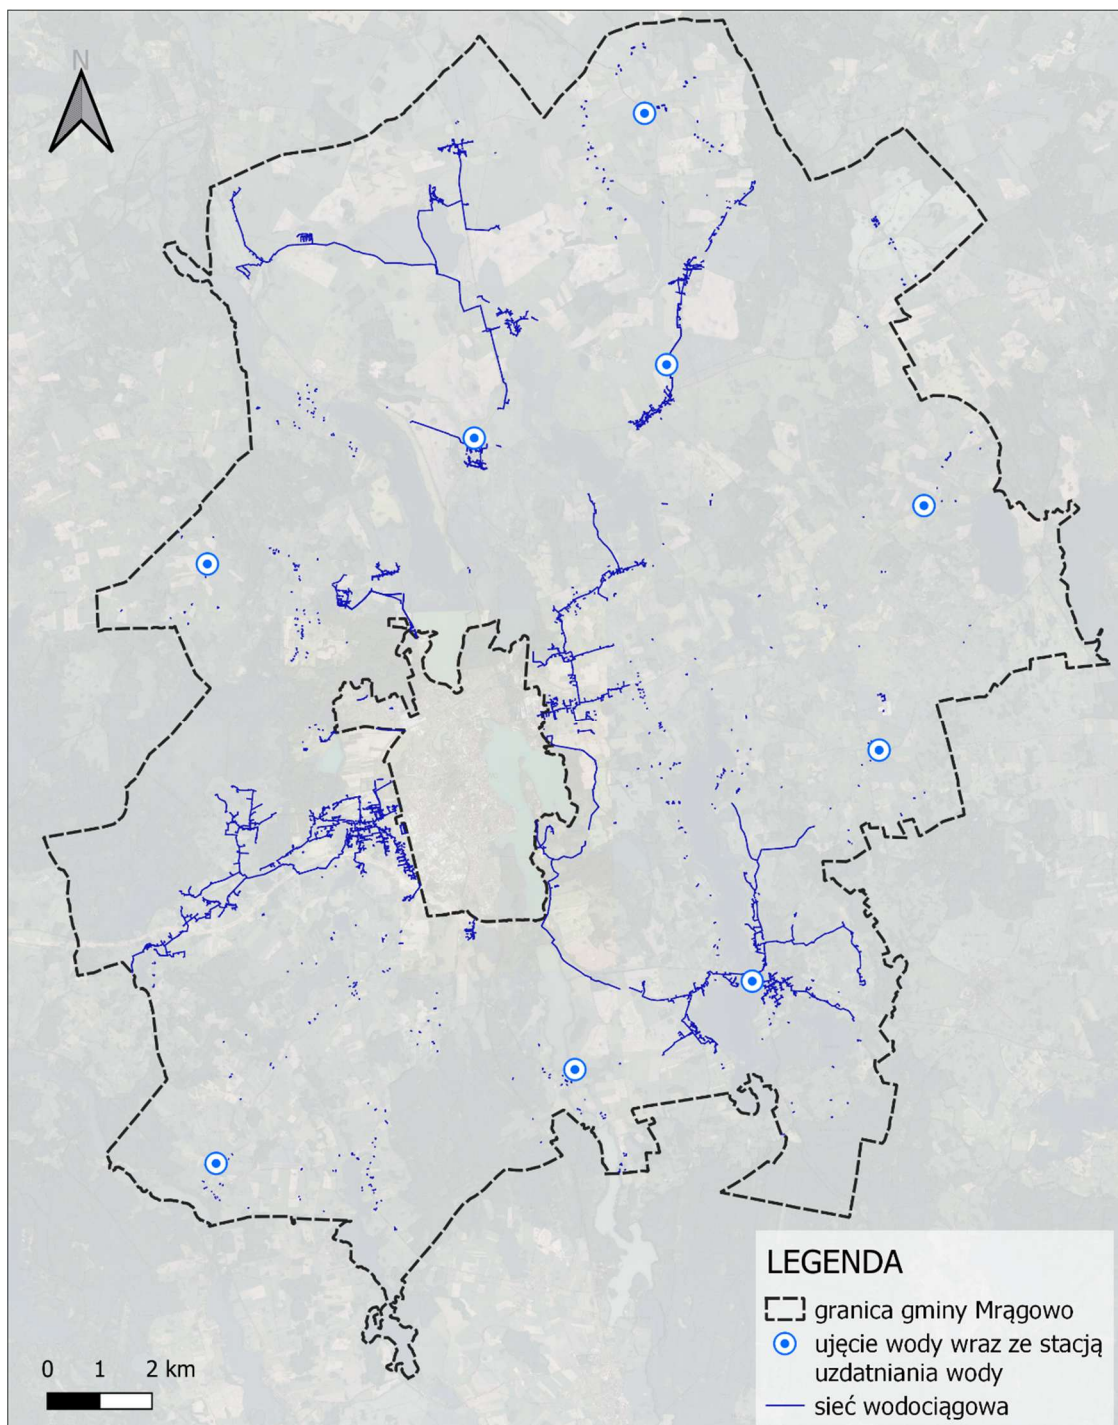 N
LEGENDA
granica gminy Mrągowo
ujęcie wody wraz ze stacją
uzdatniania wody
sieć wodociągowa
0 1 2 km